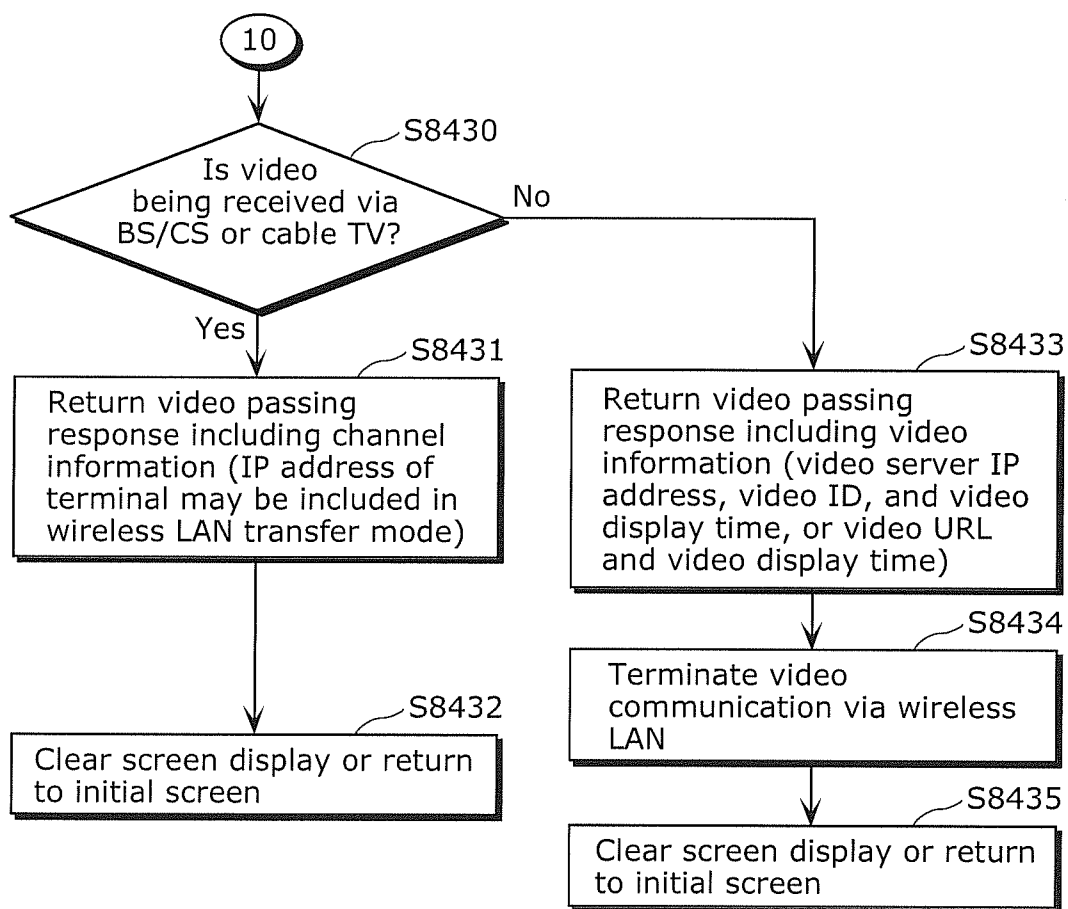 10
S8430
Is video
being received via
BS/CS or cable TV?
No
Yes
S8431
Return video passing
response including channel
information (IP address of
terminal may be included in
wireless LAN transfer mode)
S8432
Clear screen display or return
to initial screen
S8433
Return video passing
response including video
information (video server IP
address, video ID, and video
display time, or video URL
and video display time)
S8434
Terminate video
communication via wireless
LAN
S8435
Clear screen display or return
to initial screen